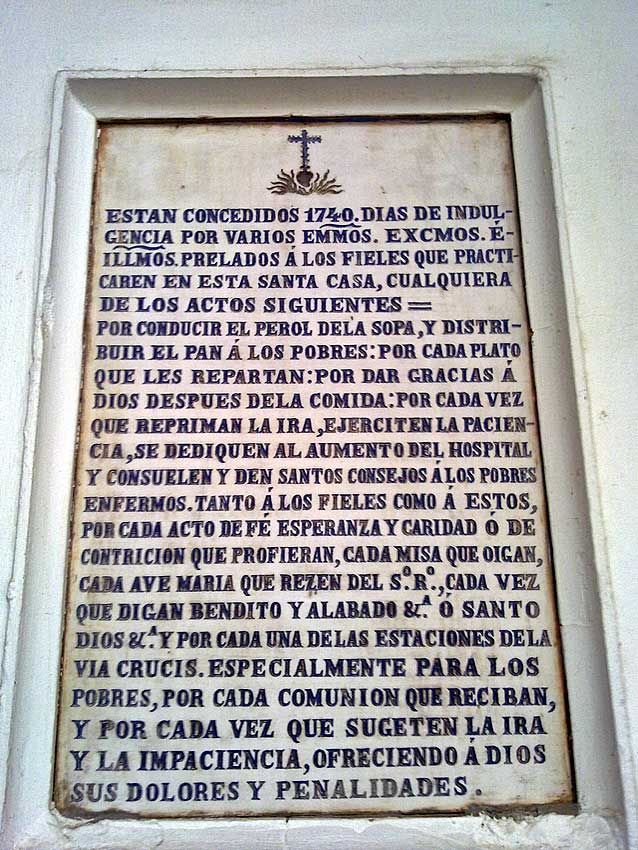 ESTAN CONCEDIDOS 1740. DIAS DE INDUL-
GENCIA POR VARIOS EMMOS. EXCMOS. É-
ILLMOS. PRELADOS Á LOS FIELES QUE PRACTI-
CAREN EN ESTA SANTA CASA, CUALQUIERA
DE LOS ACTOS SIGUIENTES =
POR CONDUCIR EL PEROL DELA SOPA, Y DISTRI-
BUIR EL PAN Á LOS POBRES: POR CADA PLATO
QUE LES REPARTAN: POR DAR GRACIAS Á
DIOS DESPUES DELA COMIDA: POR CADA VEZ
QUE REPRIMAN LA IRA, EJERCITEN LA PACIEN-
CIA, SE DEDIQUEN AL AUMENTO DEL HOSPITAL
Y CONSUELEN Y DEN SANTOS CONSEJOS Á LOS POBRES
ENFERMOS. TANTO Á LOS FIELES COMO Á ESTOS,
POR CADA ACTO DE FÉ ESPERANZA Y CARIDAD Ó DE
CONTRICION QUE PROFIERAN, CADA MISA QUE OIGAN,
CADA AVE MARIA QUE REZEN DEL S.º R.º, CADA VEZ
QUE DIGAN BENDITO Y ALABADO &.ª Ó SANTO
DIOS &.ª Y POR CADA UNA DE LAS ESTACIONES DE LA
VIA CRUCIS. ESPECIALMENTE PARA LOS
POBRES, POR CADA COMUNION QUE RECIBAN,
Y POR CADA VEZ QUE SUGETEN LA IRA
Y LA IMPACIENCIA, OFRECIENDO Á DIOS
SUS DOLORES Y PENALIDADES.